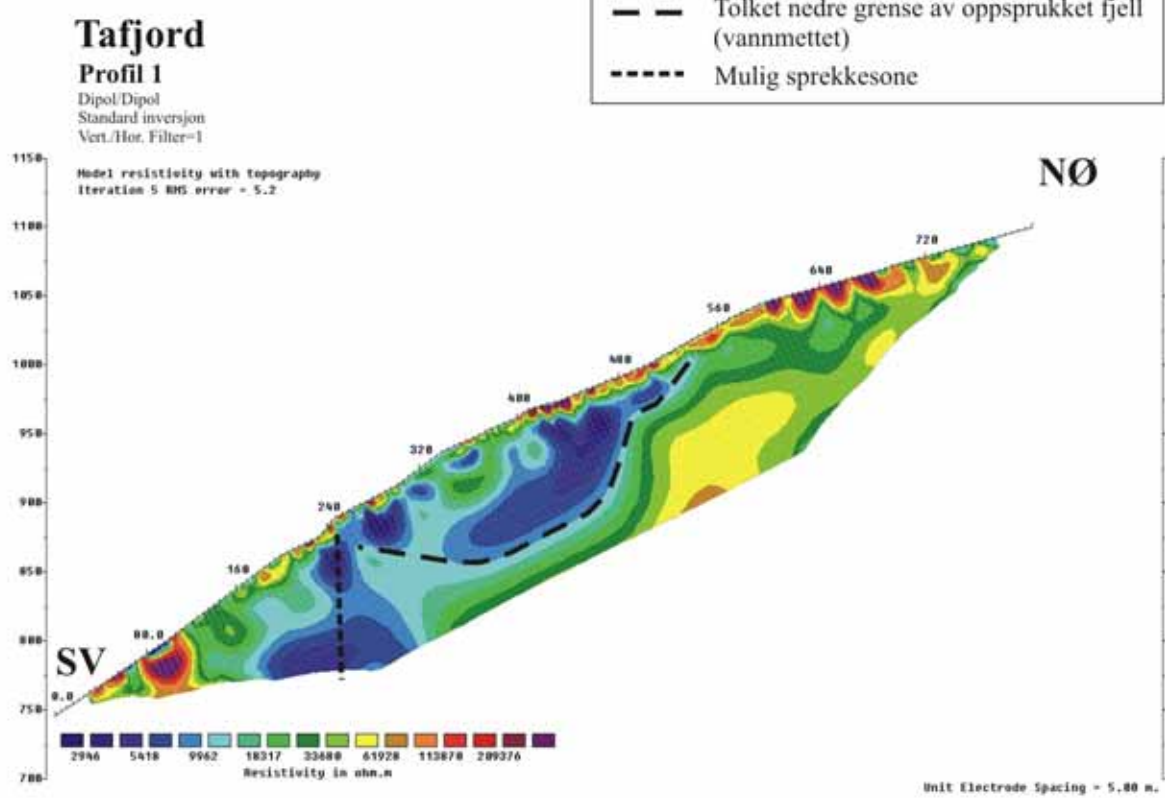 Tolket nedre grense av oppsprukket fjell
(vannmettet)
Mulig sprekkesone
Tafjord
Profil 1
Dipol/Dipol
Standard inversjon
Vert./Hor. Filter=1
Model resistivity with topography
Iteration 5 RMS error = 5.2
NØ
SV
1150
1100
1050
1000
950
900
850
800
750
700
0.0
80.0
160
240
320
400
480
560
640
720
2946 5418 9962 18317 33680 61928 113870 209376
Resistivity in ohm.m
Unit Electrode Spacing = 5.00 m.